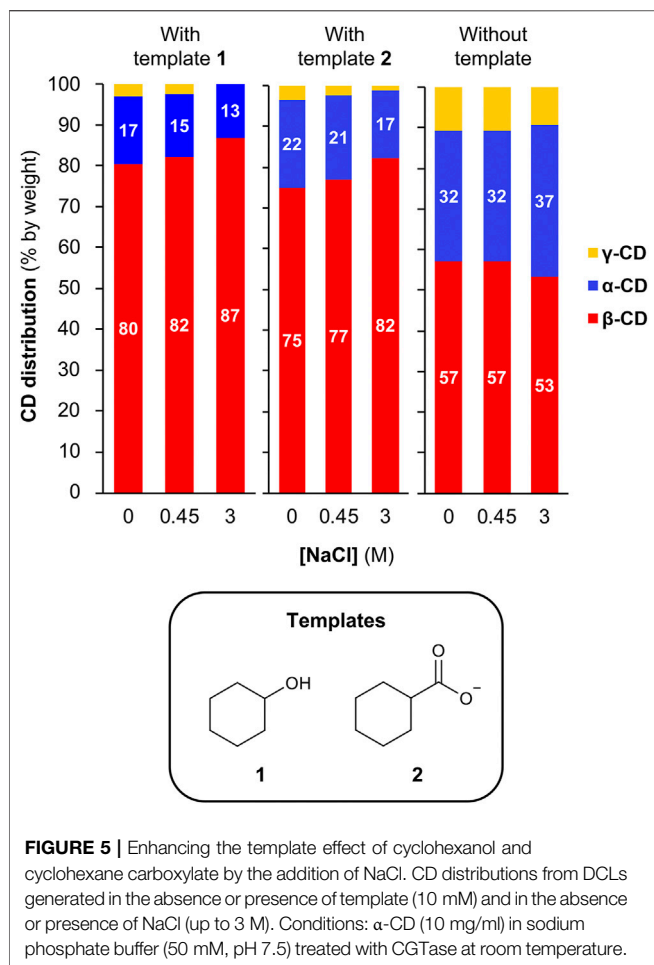 With
template 1
With
template 2
Without
template
CD distribution (% by weight)
100
90
80
70
60
50
40
30
20
10
0
17
15
13
80
82
87
22
21
17
75
77
82
32
32
37
57
57
53
γ-CD
α-CD
β-CD
0 0.45 3 0 0.45 3 0 0.45 3
[NaCl] (M)
Templates
OH
1
O
O⁻
2
FIGURE 5 | Enhancing the template effect of cyclohexanol and
cyclohexane carboxylate by the addition of NaCl. CD distributions from DCLs
generated in the absence or presence of template (10 mM) and in the absence
or presence of NaCl (up to 3 M). Conditions: α-CD (10 mg/ml) in sodium
phosphate buffer (50 mM, pH 7.5) treated with CGTase at room temperature.